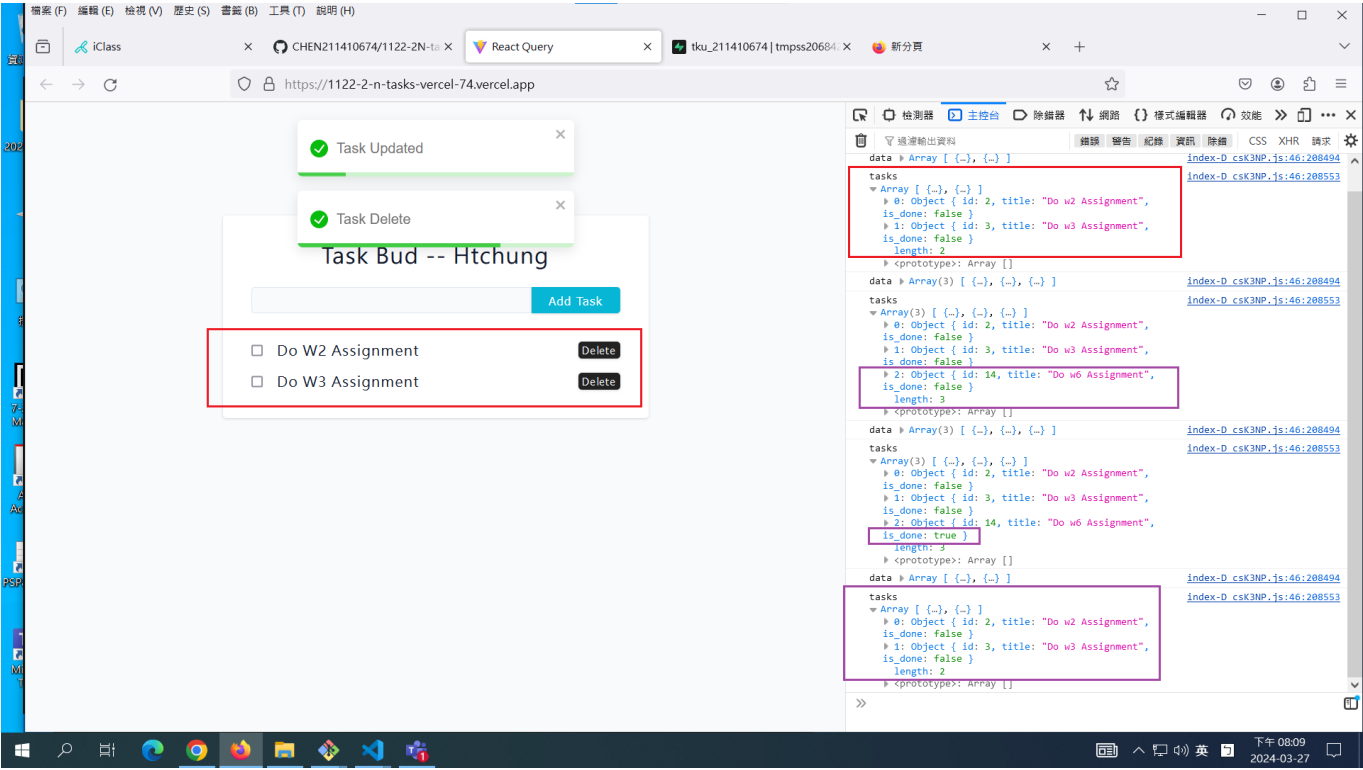 檔案 (F) 編輯 (E) 檢視 (V) 歷史 (S) 書籤 (B) 工具 (T) 說明 (H)
iClass
CHEN211410674/1122-2N-ta
React Query
tku_211410674 | tmpss20684
新分頁
https://1122-2-n-tasks-vercel-74.vercel.app
Task Updated
Task Delete
Task Bud -- Htchung
Add Task
Do W2 Assignment
Delete
Do W3 Assignment
Delete
檢測器 主控台 除錯器 網路 樣式編輯器 效能
過濾輸出資料
錯誤 警告 紀錄 資訊 除錯 CSS XHR 請求
data Array [ {…}, {…} ] index-D_csK3NP.js:46:208494
tasks index-D_csK3NP.js:46:208553
Array [ {…}, {…} ]
0: Object { id: 2, title: "Do w2 Assignment",
is_done: false }
1: Object { id: 3, title: "Do w3 Assignment",
is_done: false }
length: 2
<prototype>: Array []
data Array(3) [ {…}, {…}, {…} ] index-D_csK3NP.js:46:208494
tasks index-D_csK3NP.js:46:208553
Array(3) [ {…}, {…}, {…} ]
0: Object { id: 2, title: "Do w2 Assignment",
is_done: false }
1: Object { id: 3, title: "Do w3 Assignment",
is_done: false }
2: Object { id: 14, title: "Do w6 Assignment",
is_done: false }
length: 3
<prototype>: Array []
data Array(3) [ {…}, {…}, {…} ] index-D_csK3NP.js:46:208494
tasks index-D_csK3NP.js:46:208553
Array(3) [ {…}, {…}, {…} ]
0: Object { id: 2, title: "Do w2 Assignment",
is_done: false }
1: Object { id: 3, title: "Do w3 Assignment",
is_done: false }
2: Object { id: 14, title: "Do w6 Assignment",
is_done: true }
length: 3
<prototype>: Array []
data Array [ {…}, {…} ] index-D_csK3NP.js:46:208494
tasks index-D_csK3NP.js:46:208553
Array [ {…}, {…} ]
0: Object { id: 2, title: "Do w2 Assignment",
is_done: false }
1: Object { id: 3, title: "Do w3 Assignment",
is_done: false }
length: 2
<prototype>: Array []
英
下午 08:09
2024-03-27